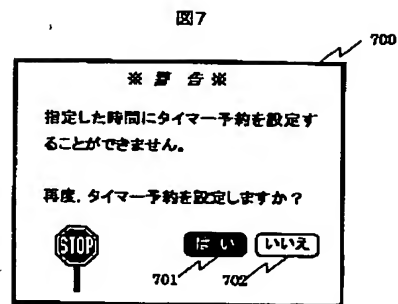 図7
700
※警告※
指定した時間にタイマー予約を設定す
ることができません。
再度，タイマー予約を設定しますか？
STOP
はい
いいえ
701
702